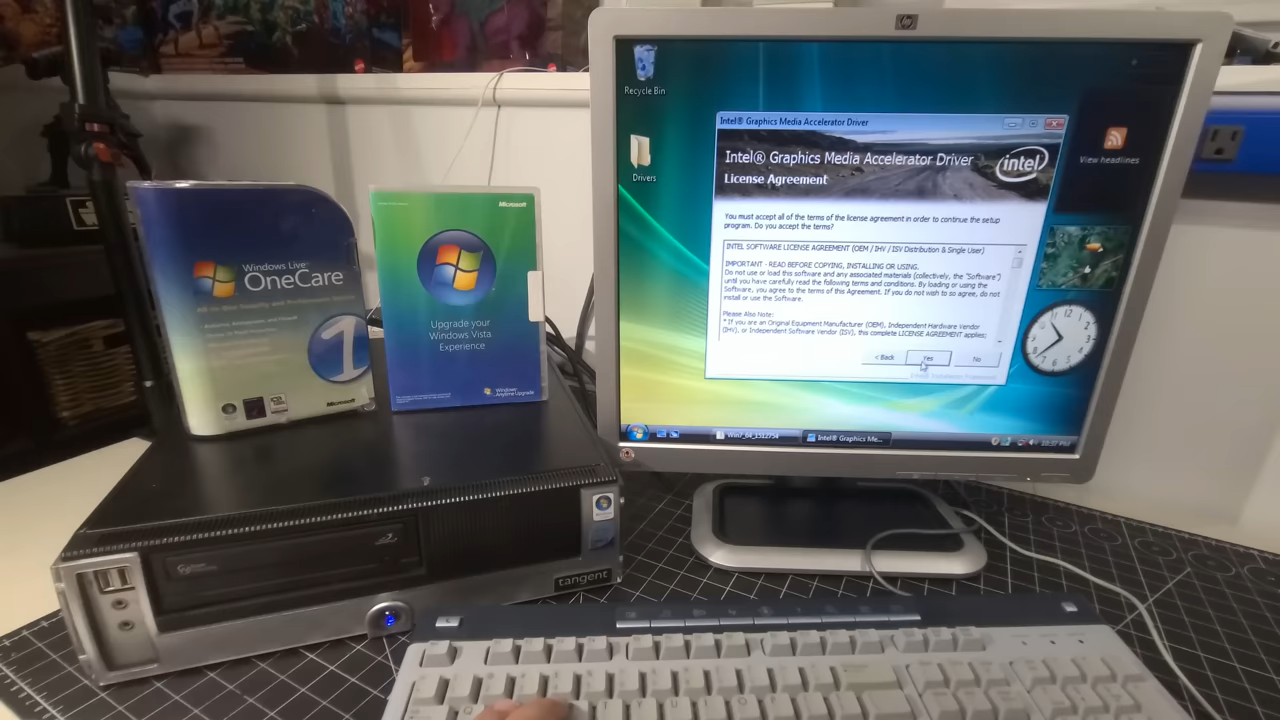 Windows Live
OneCare
1
Microsoft
Microsoft
Upgrade your
Windows Vista
Experience
Windows
Anytime Upgrade
tangent
hp
Recycle Bin
Drivers
Intel® Graphics Media Accelerator Driver
Intel® Graphics Media Accelerator Driver
License Agreement
intel
You must accept all of the terms of the license agreement in order to continue the setup
program. Do you accept the terms?
INTEL SOFTWARE LICENSE AGREEMENT (OEM / IHV / ISV Distribution & Single User)
IMPORTANT - READ BEFORE COPYING, INSTALLING OR USING.
Do not use or load this software and any associated materials (collectively, the "Software")
until you have carefully read the following terms and conditions. By loading or using the
Software, you agree to the terms of this Agreement. If you do not wish to so agree, do not
install or use the Software.
Please Also Note:
* If you are an Original Equipment Manufacturer (OEM), Independent Hardware Vendor
(IHV), or Independent Software Vendor (ISV), this complete LICENSE AGREEMENT applies;
< Back
Yes
No
View headlines
12
Intel® Graphics Me...
10:37 PM